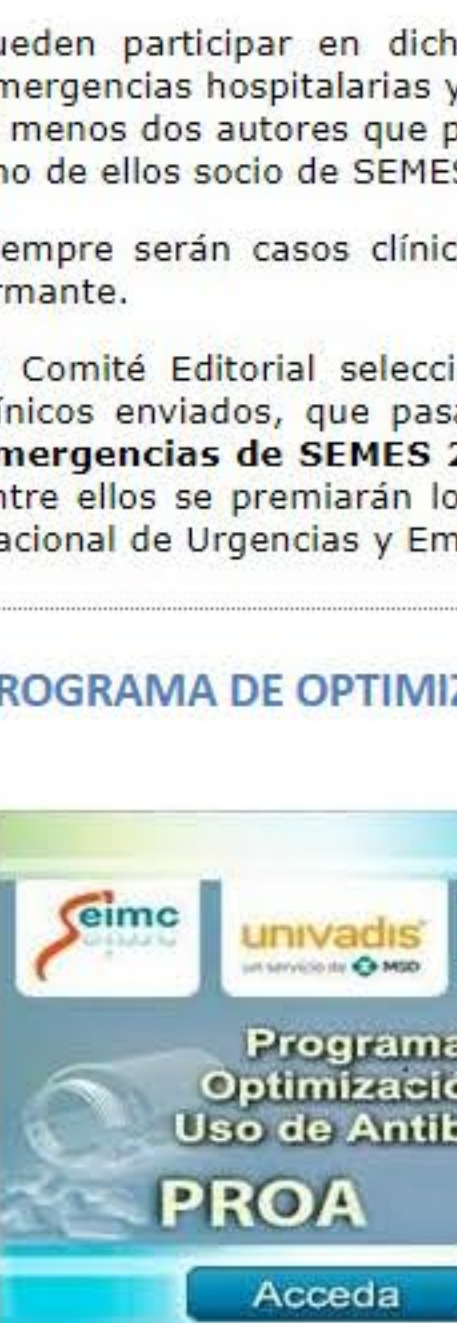 ueden participar en dich
mergencias hospitalarias y
menos dos autores que p
no de ellos socio de SEMES
empre serán casos clínic
rmante.
Comité Editorial selecci
ínicos enviados, que pasa
mergencias de SEMES 2
ntre ellos se premiarán lo
acional de Urgencias y Em
ROGRAMA DE OPTIMIZ
Seimc
univadis
un servicio de MSD
Programa
Optimizació
Uso de Antib
PROA
Acceda